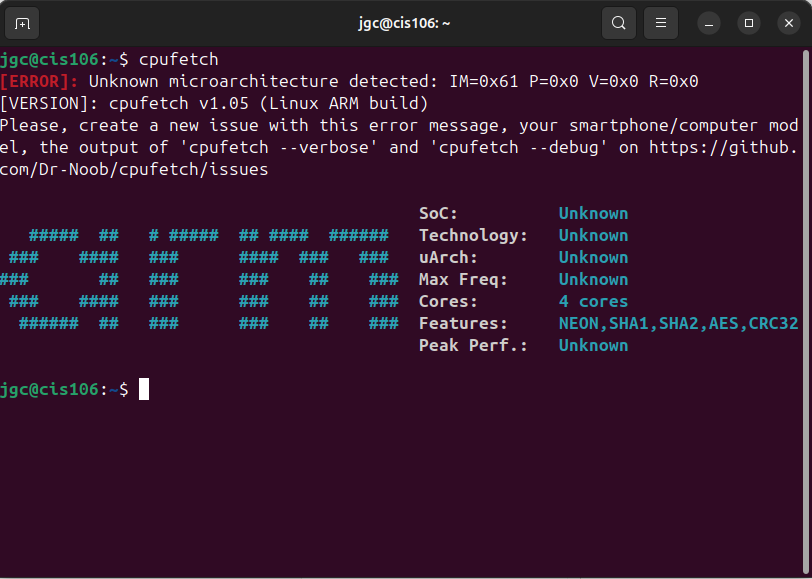 jgc@cis106: ~
jgc@cis106:~$ cpufetch
[ERROR]: Unknown microarchitecture detected: IM=0x61 P=0x0 V=0x0 R=0x0
[VERSION]: cpufetch v1.05 (Linux ARM build)
Please, create a new issue with this error message, your smartphone/computer mod
el, the output of 'cpufetch --verbose' and 'cpufetch --debug' on https://github.
com/Dr-Noob/cpufetch/issues
SoC: Unknown
##### ## # ##### ## #### ###### Technology: Unknown
### #### ### #### ### ### uArch: Unknown
### ## ### ### ## ### Max Freq: Unknown
### #### ### ### ## ### Cores: 4 cores
###### ## ### ### ## ### Features: NEON,SHA1,SHA2,AES,CRC32
Peak Perf.: Unknown
jgc@cis106:~$